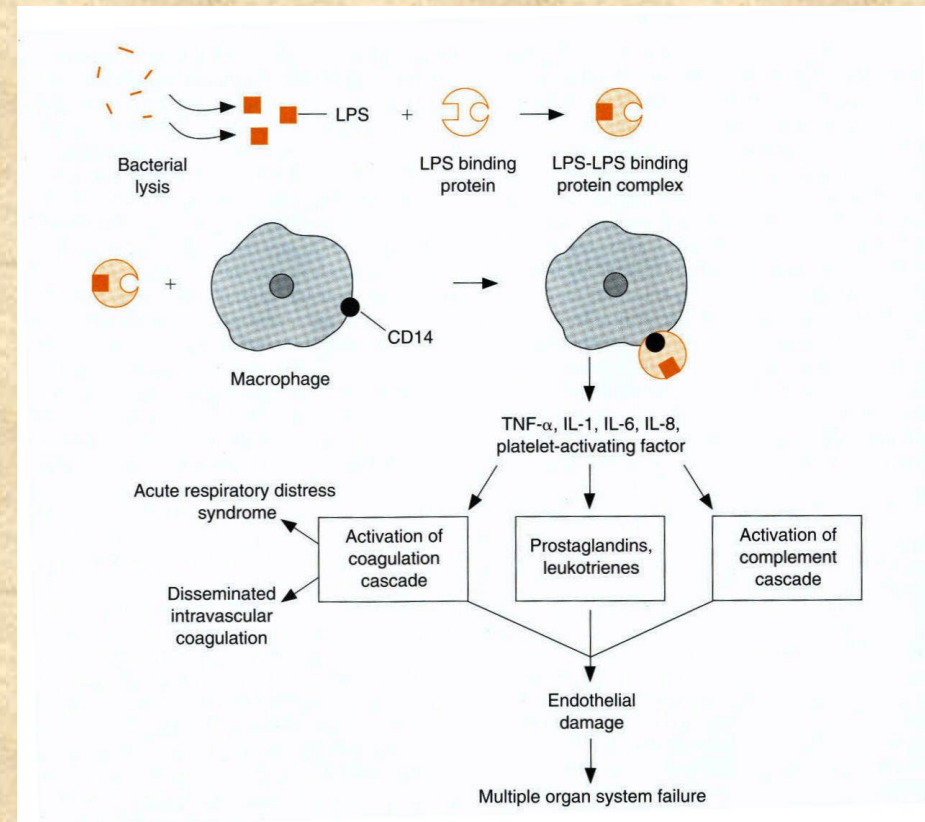 LPS
+
Bacterial
lysis
LPS binding
protein
LPS-LPS binding
protein complex
+
CD14
Macrophage
TNF-α, IL-1, IL-6, IL-8,
platelet-activating factor
Acute respiratory distress
syndrome
Activation of
coagulation
cascade
Prostaglandins,
leukotrienes
Activation of
complement
cascade
Disseminated
intravascular
coagulation
Endothelial
damage
Multiple organ system failure